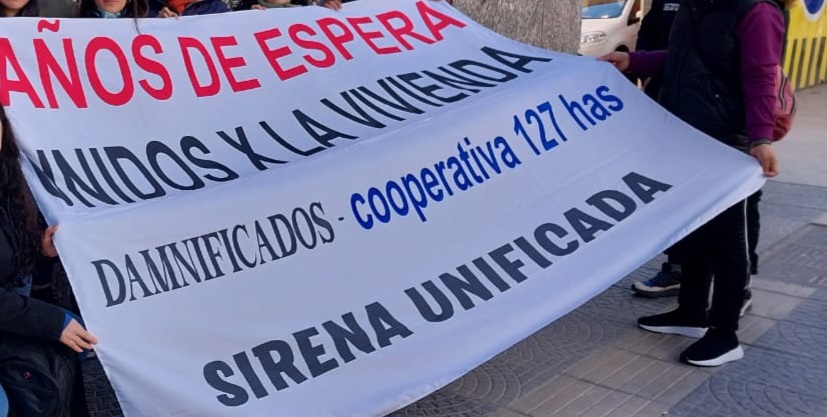 AÑOS DE ESPERA
UNIDOS X LA VIVIENDA
DAMNIFICADOS - cooperativa 127 has
SIRENA UNIFICADA